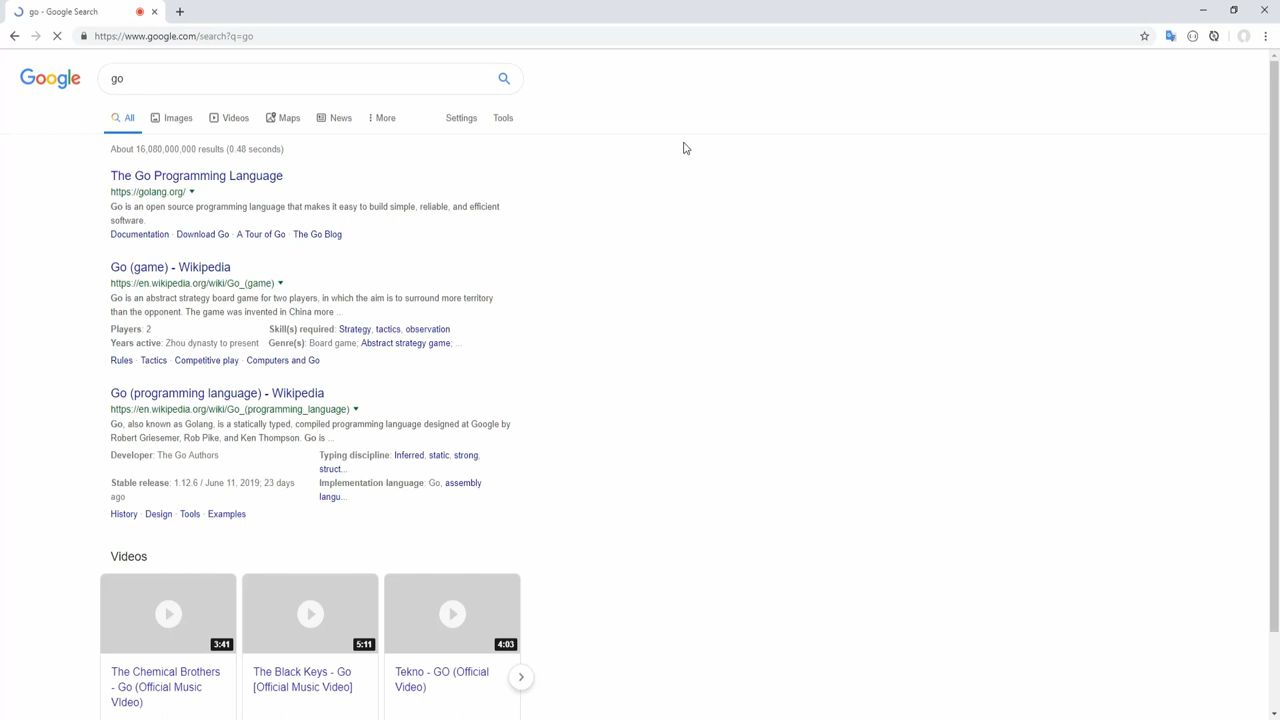 go - Google Search
https://www.google.com/search?q=go
Google
go
All Images Videos Maps News More Settings Tools
About 16,080,000,000 results (0.48 seconds)
The Go Programming Language
https://golang.org/
Go is an open source programming language that makes it easy to build simple, reliable, and efficient
software.
Documentation · Download Go · A Tour of Go · The Go Blog
Go (game) - Wikipedia
https://en.wikipedia.org/wiki/Go_(game)
Go is an abstract strategy board game for two players, in which the aim is to surround more territory
than the opponent. The game was invented in China more ...
Players: 2 Skill(s) required: Strategy, tactics, observation
Years active: Zhou dynasty to present Genre(s): Board game; Abstract strategy game; ...
Rules · Tactics · Competitive play · Computers and Go
Go (programming language) - Wikipedia
https://en.wikipedia.org/wiki/Go_(programming_language)
Go, also known as Golang, is a statically typed, compiled programming language designed at Google by
Robert Griesemer, Rob Pike, and Ken Thompson. Go is ...
Developer: The Go Authors
Typing discipline: Inferred, static, strong,
struct...
Stable release: 1.12.6 / June 11, 2019; 23 days
ago
Implementation language: Go, assembly
langu...
History · Design · Tools · Examples
Videos
3:41
5:11
4:03
The Chemical Brothers
- Go (Official Music
VIdeo)
The Black Keys - Go
[Official Music Video]
Tekno - GO (Official
Video)